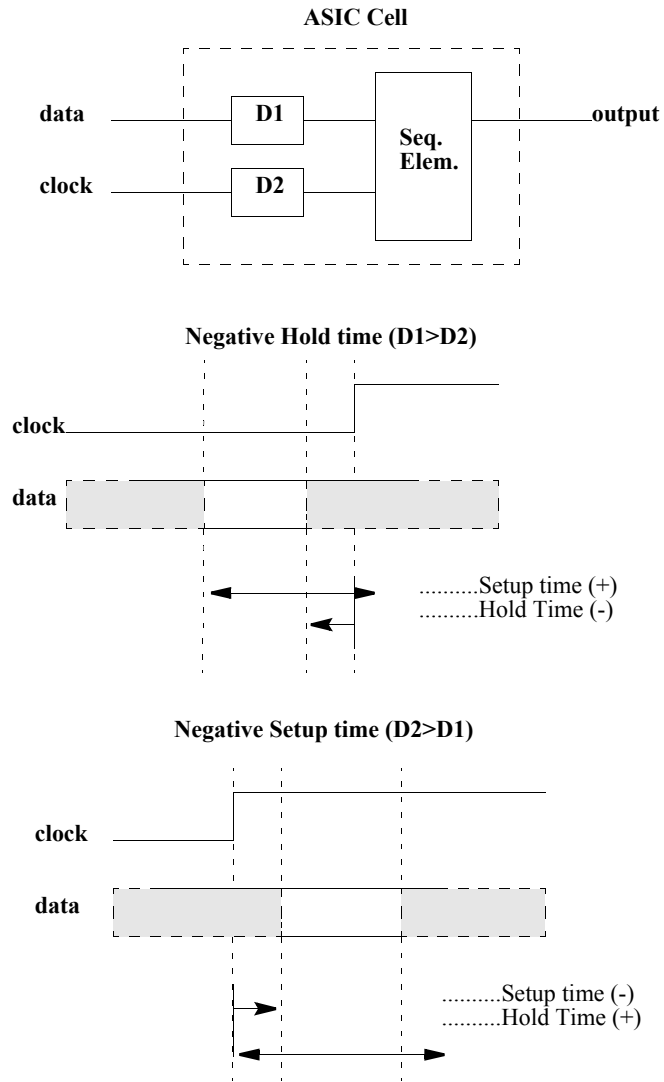 ASIC Cell
data
D1
Seq.
Elem.
output
clock
D2
Negative Hold time (D1>D2)
clock
data
..........Setup time (+)
..........Hold Time (-)
Negative Setup time (D2>D1)
clock
data
..........Setup time (-)
..........Hold Time (+)